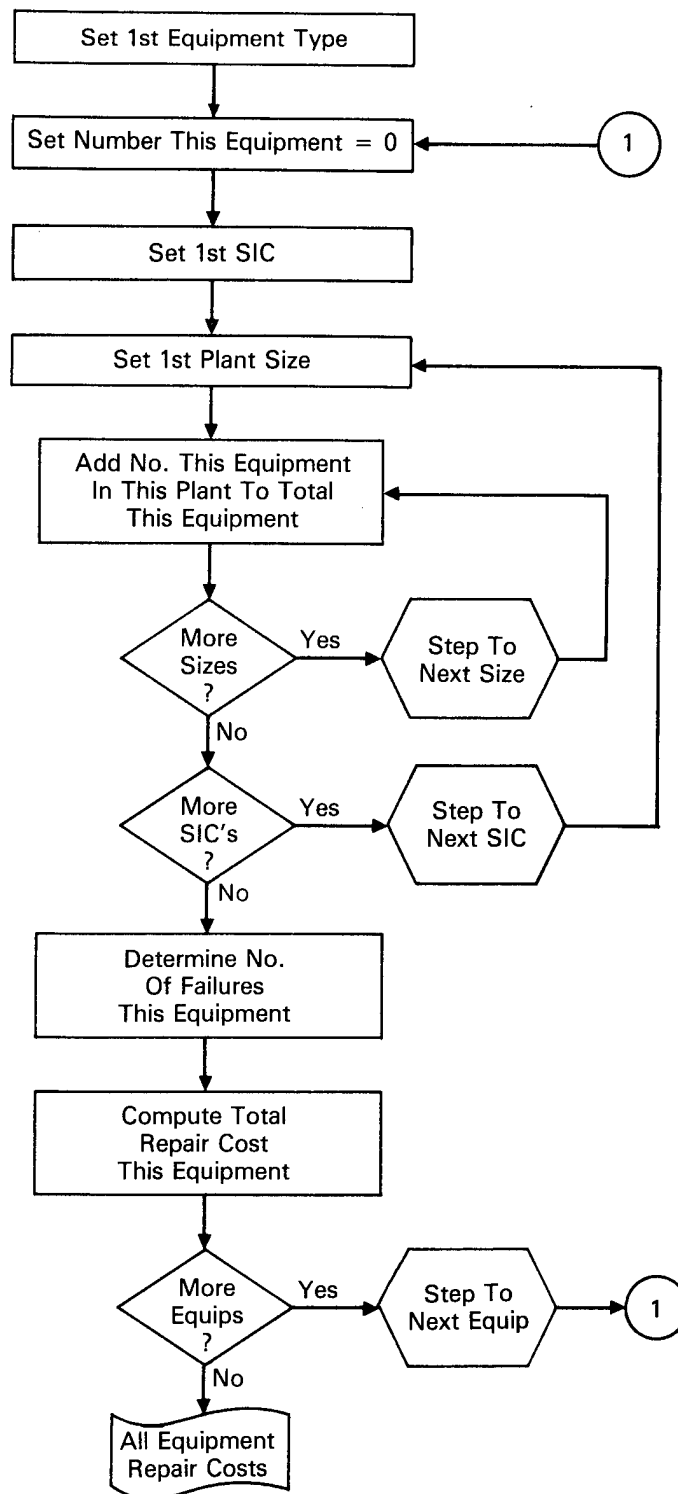 Set 1st Equipment Type
Set Number This Equipment = 0
1
Set 1st SIC
Set 1st Plant Size
Add No. This Equipment
In This Plant To Total
This Equipment
More
Sizes
?
Yes
Step To
Next Size
No
More
SIC's
?
Yes
Step To
Next SIC
No
Determine No.
Of Failures
This Equipment
Compute Total
Repair Cost
This Equipment
More
Equips
?
Yes
Step To
Next Equip
1
No
All Equipment
Repair Costs